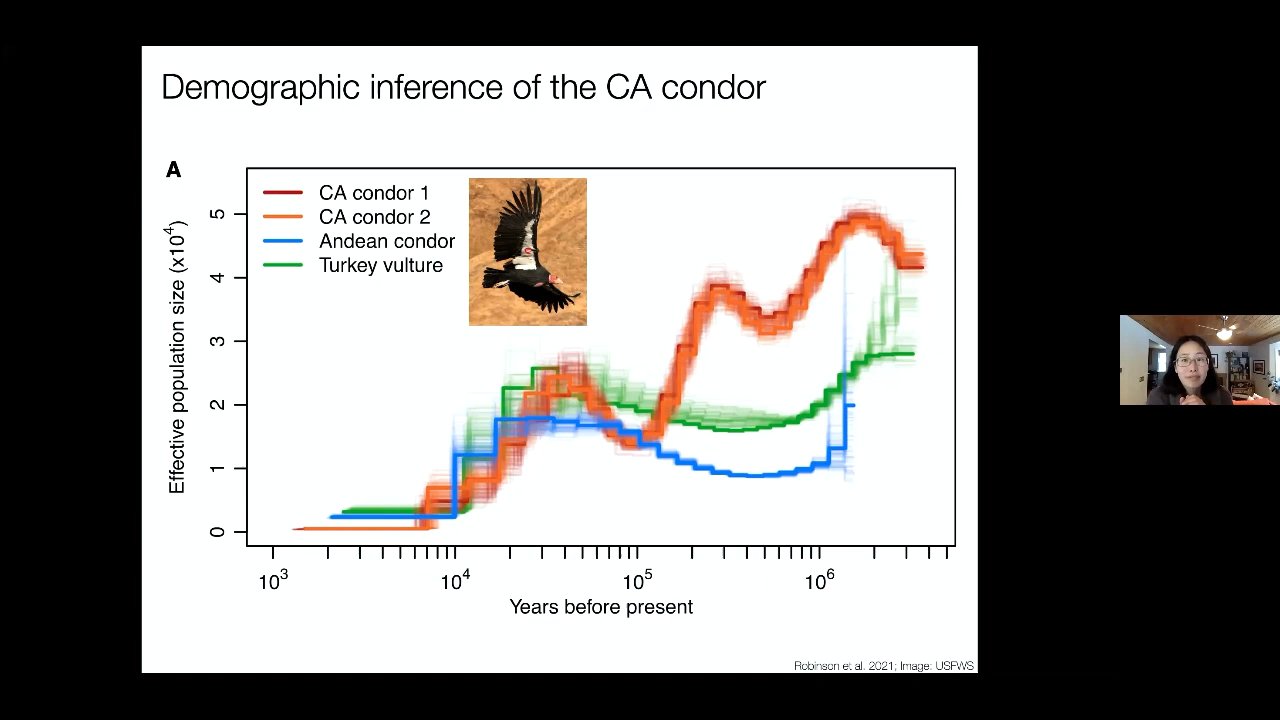 Demographic inference of the CA condor
A
CA condor 1
CA condor 2
Andean condor
Turkey vulture
Effective population size (x10⁴)
5
4
3
2
1
0
10³ 10⁴ 10⁵ 10⁶
Years before present
Robinson et al. 2021; Image: USFWS